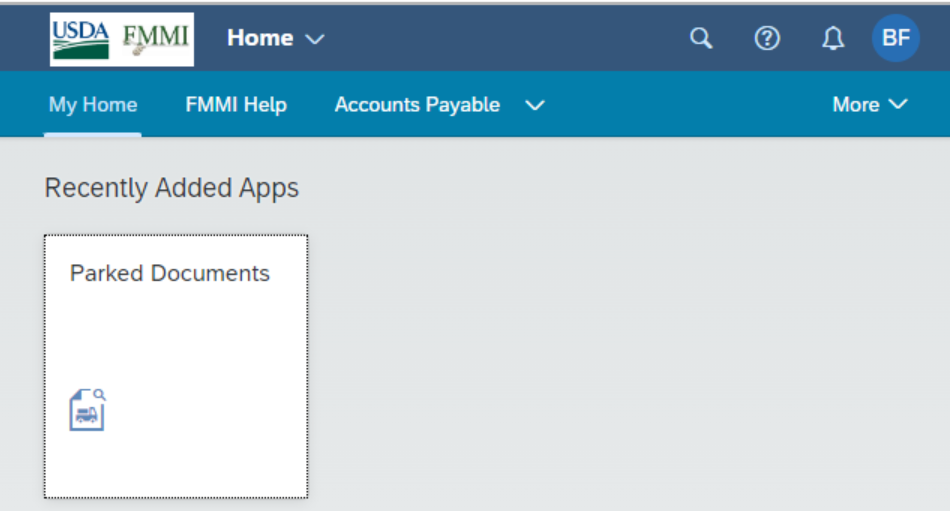 USDA FMMI Home BF
My Home FMMI Help Accounts Payable More
Recently Added Apps
Parked Documents